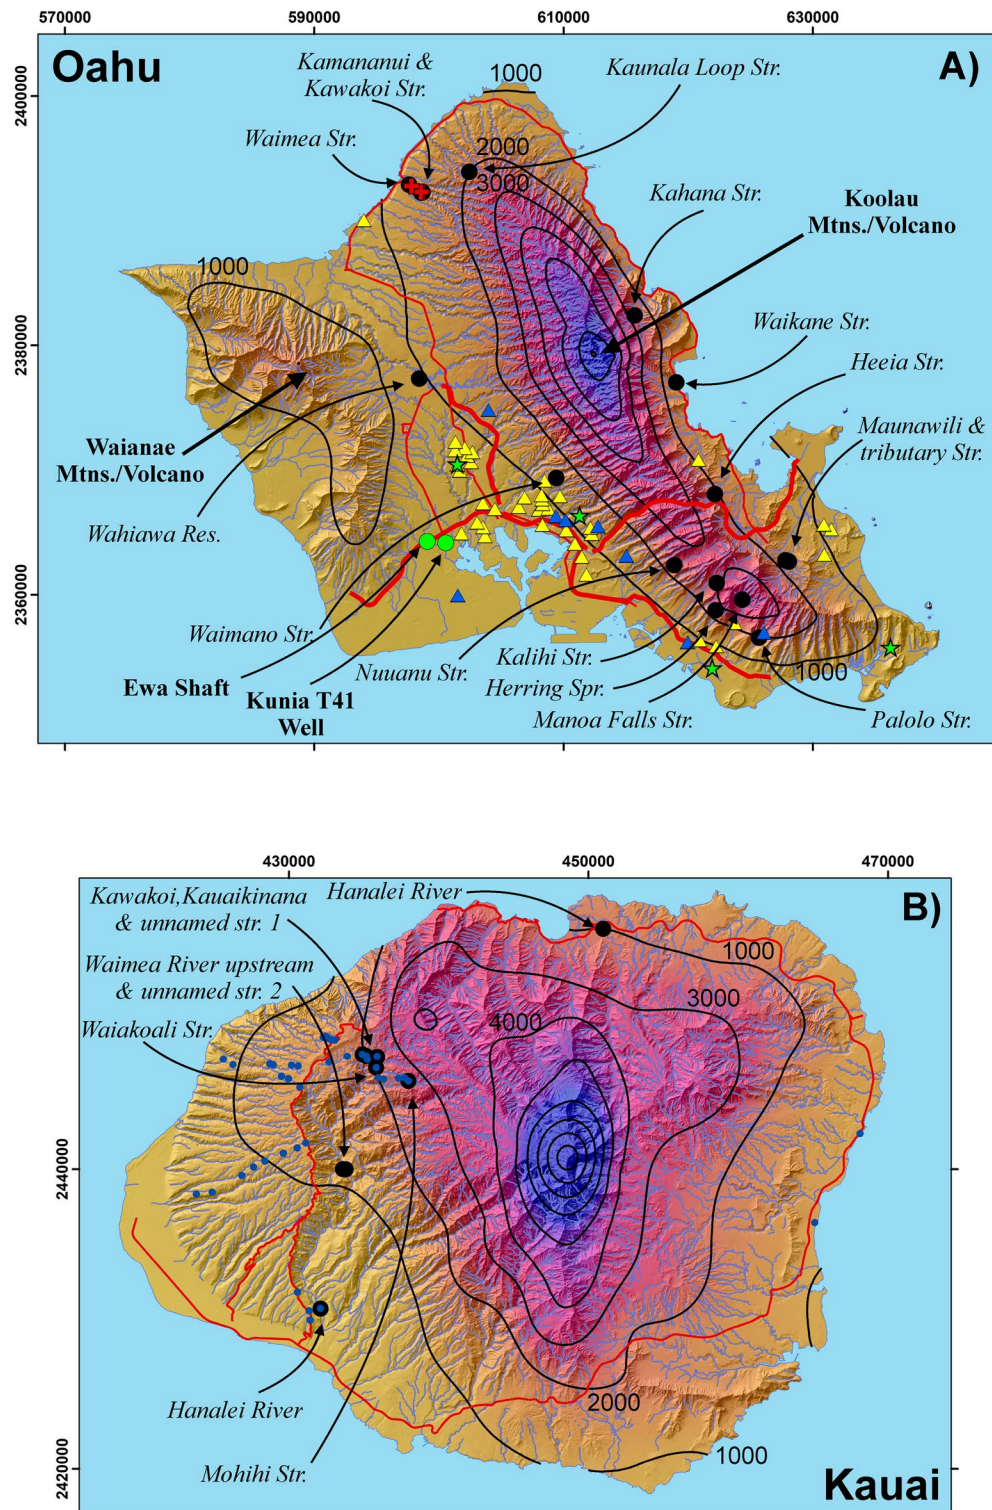 570000
590000
610000
630000
Oahu
A)
2400000
2380000
2360000
1000
Kamananui &
Kawakoi Str.
Kaunala Loop Str.
Waimea Str.
2000
3000
Kahana Str.
Koolau
Mtns./Volcano
1000
Waikane Str.
Heeia Str.
Maunawili &
tributary Str.
Waianae
Mtns./Volcano
Wahiawa Res.
Waimano Str.
Ewa Shaft
Kunia T41
Well
Nuuanu Str.
Kalihi Str.
Herring Spr.
Manoa Falls Str.
1000
Palolo Str.
430000
450000
470000
B)
2440000
2420000
Kawakoi,Kauaikinana
& unnamed str. 1
Hanalei River
Waimea River upstream
& unnamed str. 2
Waiakoali Str.
1000
3000
4000
2000
1000
Hanalei River
Mohihi Str.
Kauai